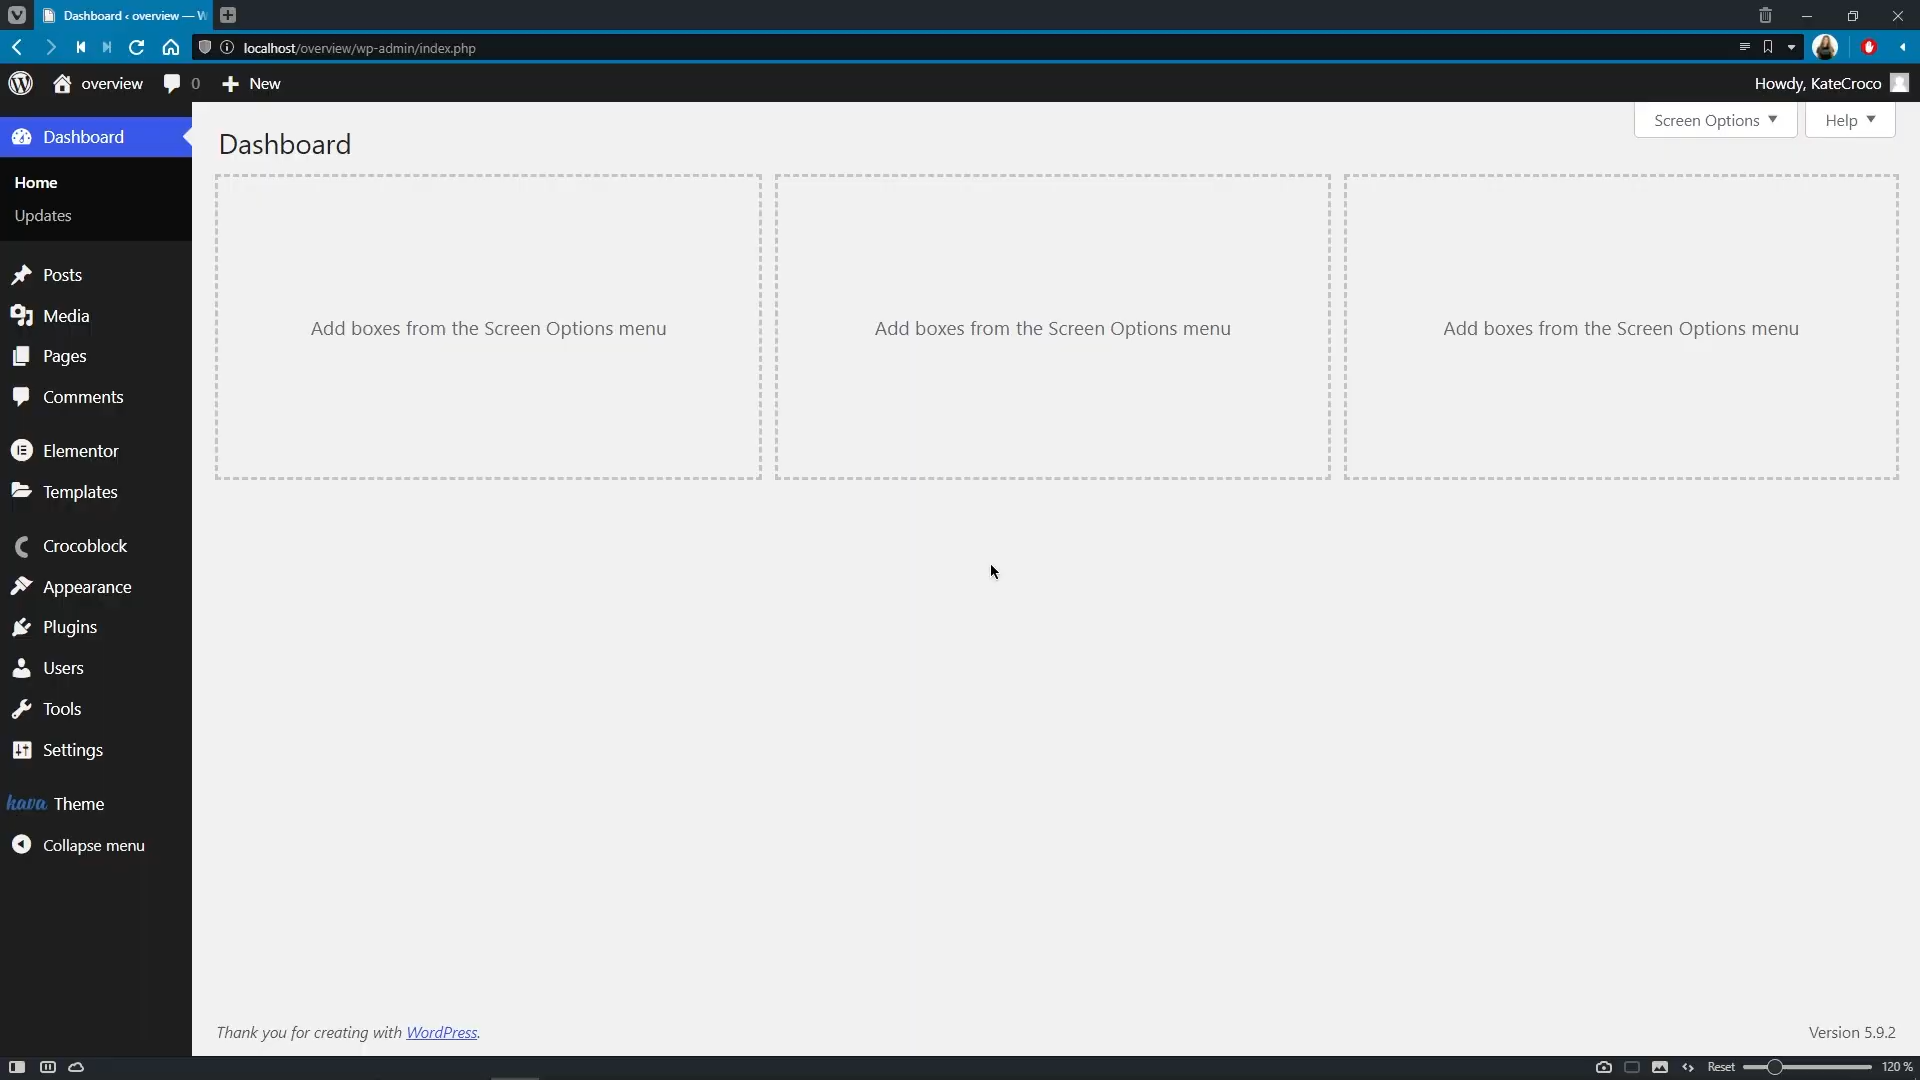 Dashboard ‹ overview — W
localhost/overview/wp-admin/index.php
overview 0 New
Howdy, KateCroco
Dashboard
Home
Updates
Posts
Media
Pages
Comments
Elementor
Templates
Crocoblock
Appearance
Plugins
Users
Tools
Settings
hava Theme
Collapse menu
Screen Options
Help
Dashboard
Add boxes from the Screen Options menu
Add boxes from the Screen Options menu
Add boxes from the Screen Options menu
Thank you for creating with WordPress.
Version 5.9.2
Reset
120 %